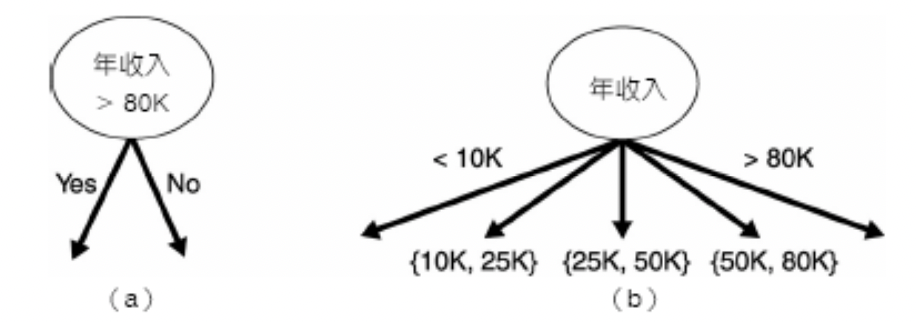 年收入
> 80K
Yes
No
(a)
年收入
< 10K
> 80K
{10K, 25K}
{25K, 50K}
{50K, 80K}
(b)